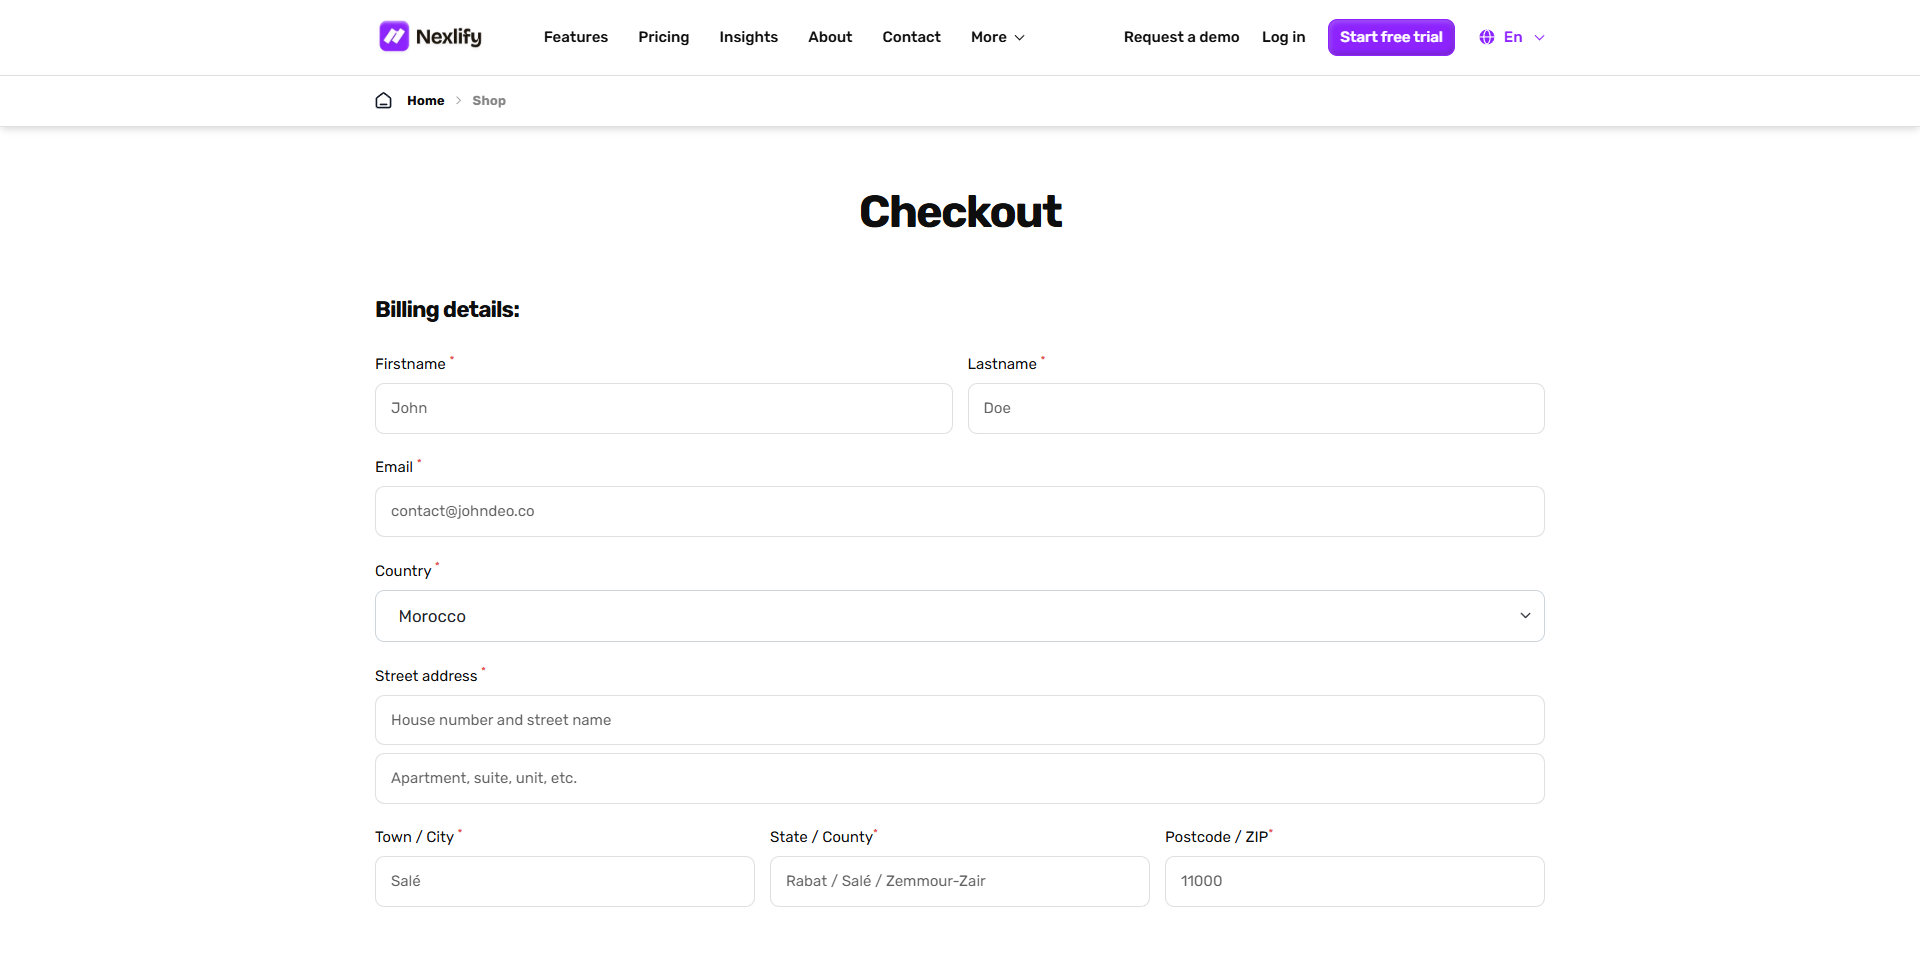 Nexlify Features Pricing Insights About Contact More Request a demo Log in Start free trial En
Home Shop
Checkout
Billing details:
Firstname * Lastname *
John Doe
Email *
contact@johndeo.co
Country *
Morocco
Street address *
House number and street name
Apartment, suite, unit, etc.
Town / City * State / County* Postcode / ZIP*
Salé Rabat / Salé / Zemmour-Zair 11000